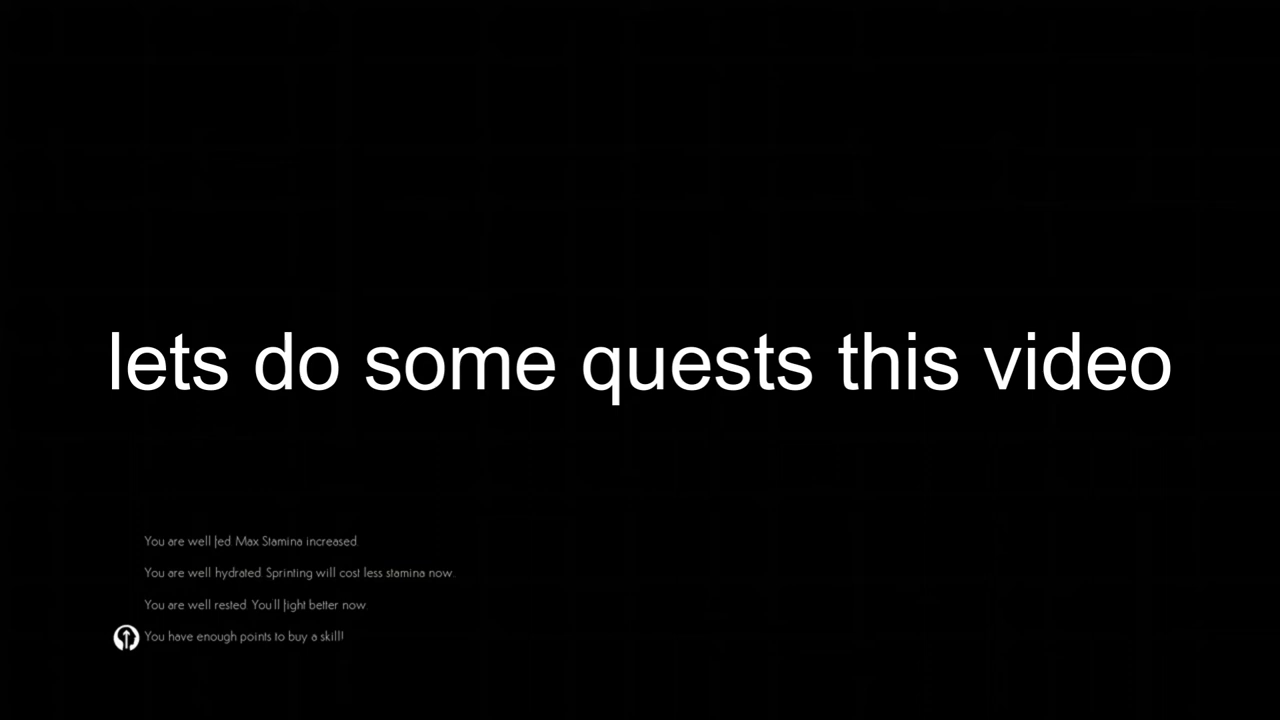 lets do some quests this video
You are well fed. Max Stamina increased.
You are well hydrated. Sprinting will cost less stamina now.
You are well rested. You'll fight better now.
You have enough points to buy a skill!